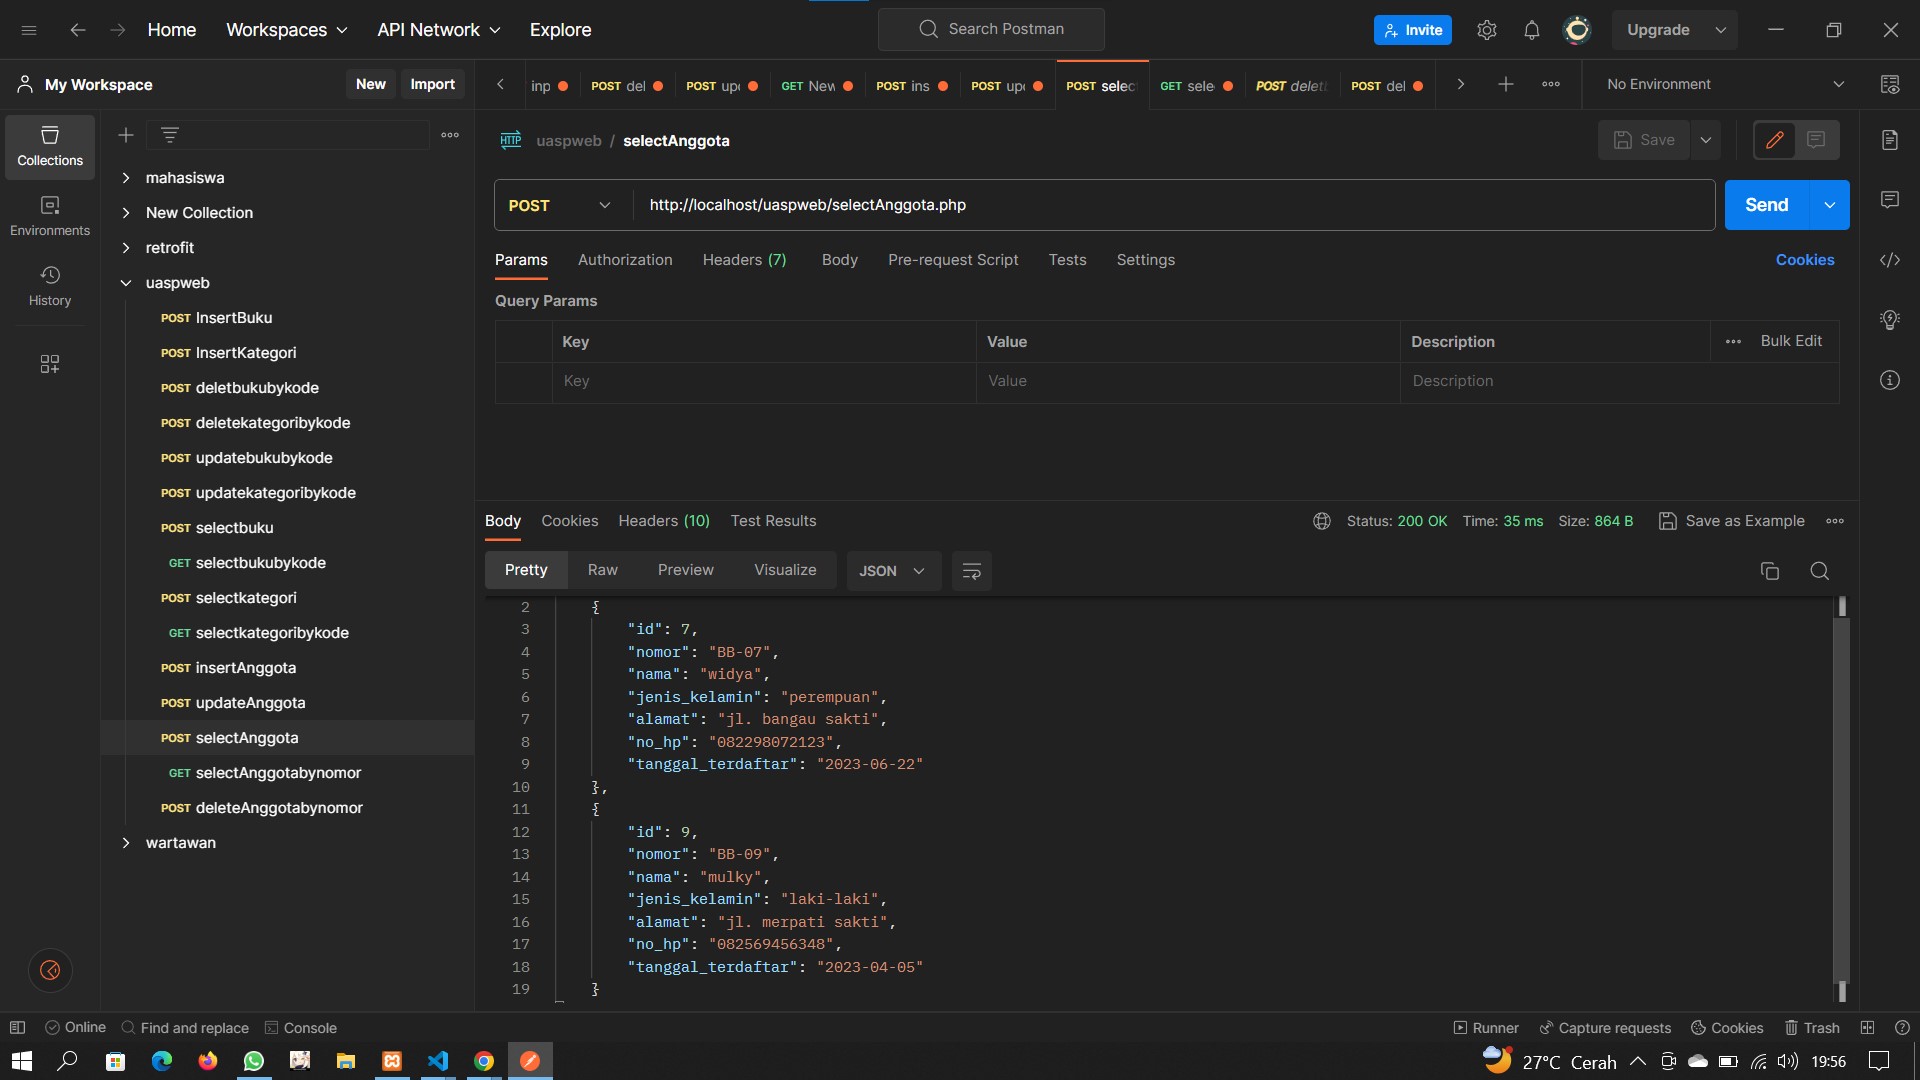 Home Workspaces API Network Explore Search Postman Invite Upgrade
My Workspace New Import
inp POST del POST up GET New POST ins POST up POST selec GET sele POST delet POST del No Environment
Collections
Environments
History
mahasiswa
New Collection
retrofit
uaspweb
POST InsertBuku
POST InsertKategori
POST deletbukubykode
POST deletekategoribykode
POST updatebukubykode
POST updatekategoribykode
POST selectbuku
GET selectbukubykode
POST selectkategori
GET selectkategoribykode
POST insertAnggota
POST updateAnggota
POST selectAnggota
GET selectAnggotabynomor
POST deleteAnggotabynomor
wartawan
HTTP uaspweb / selectAnggota Save
POST http://localhost/uaspweb/selectAnggota.php Send
Params Authorization Headers (7) Body Pre-request Script Tests Settings Cookies
Query Params
Key Value Description Bulk Edit
Key Value Description
Body Cookies Headers (10) Test Results Status: 200 OK Time: 35 ms Size: 864 B Save as Example
Pretty Raw Preview Visualize JSON
2 {
3 "id": 7,
4 "nomor": "BB-07",
5 "nama": "widya",
6 "jenis_kelamin": "perempuan",
7 "alamat": "jl. bangau sakti",
8 "no_hp": "082298072123",
9 "tanggal_terdaftar": "2023-06-22"
10 },
11 {
12 "id": 9,
13 "nomor": "BB-09",
14 "nama": "mulky",
15 "jenis_kelamin": "laki-laki",
16 "alamat": "jl. merpati sakti",
17 "no_hp": "082569456348",
18 "tanggal_terdaftar": "2023-04-05"
19 }
Online Find and replace Console Runner Capture requests Cookies Trash
27°C Cerah 19:56